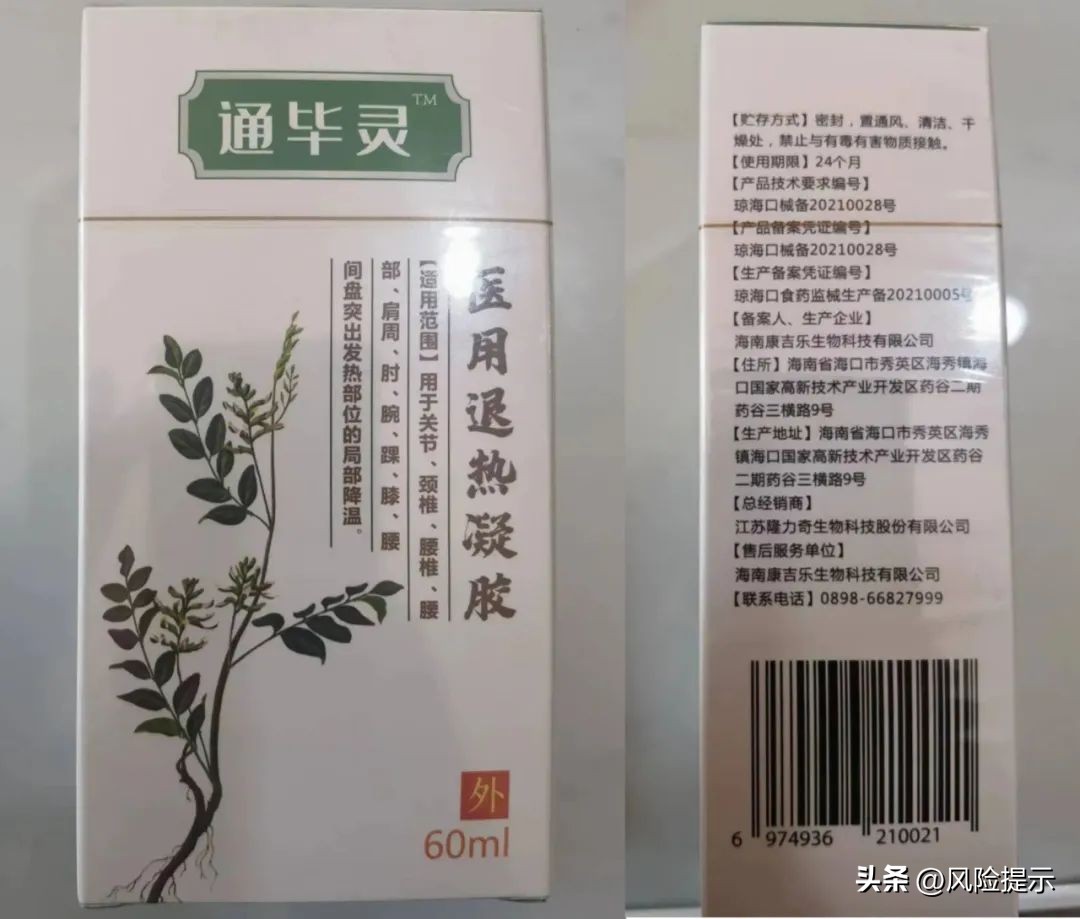 通毕灵™
医用退热凝胶
【适用范围】用于关节、颈椎、腰椎、腰
部、肩周、肘、腕、踝、膝、腰
间盘突出发热部位的局部降温。
外
60ml
【贮存方式】密封，置通风、清洁、干
燥处，禁止与有毒有害物质接触。
【使用期限】24个月
【产品技术要求编号】
琼海口械备20210028号
【产品备案凭证编号】
琼海口械备20210028号
【生产备案凭证编号】
琼海口食药监械生产备20210005号
【备案人、生产企业】
海南康吉乐生物科技有限公司
【住所】海南省海口市秀英区海秀镇海
口国家高新技术产业开发区药谷二期
药谷三横路9号
【生产地址】海南省海口市秀英区海秀
镇海口国家高新技术产业开发区药谷
二期药谷三横路9号
【总经销商】
江苏隆力奇生物科技股份有限公司
【售后服务单位】
海南康吉乐生物科技有限公司
【联系电话】0898-66827999
6 974936 210021
头条 @风险提示